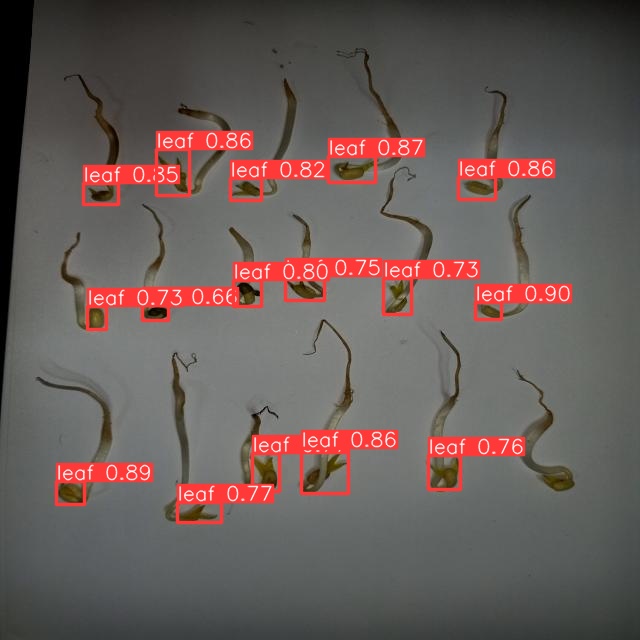 leaf 0.86
leaf 0.87
leaf 0.85
leaf 0.82
leaf 0.86
leaf 0.80
0.75
leaf 0.73
leaf 0.73
0.66
leaf 0.90
leaf
leaf 0.86
leaf 0.76
leaf 0.89
leaf 0.77